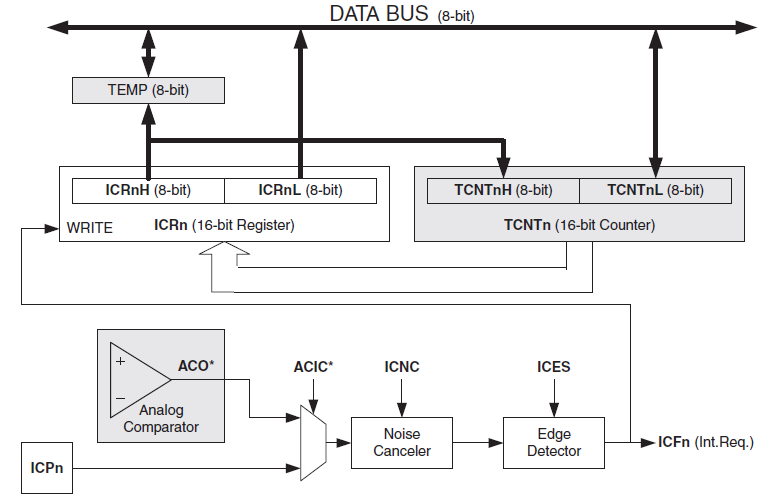 DATA BUS (8-bit)
TEMP (8-bit)
ICRnH (8-bit)
ICRnL (8-bit)
TCNTnH (8-bit)
TCNTnL (8-bit)
WRITE
ICRn (16-bit Register)
TCNTn (16-bit Counter)
+
ACO*
−
Analog
Comparator
ACIC*
ICNC
ICES
Noise
Canceler
Edge
Detector
ICFn (Int.Req.)
ICPn